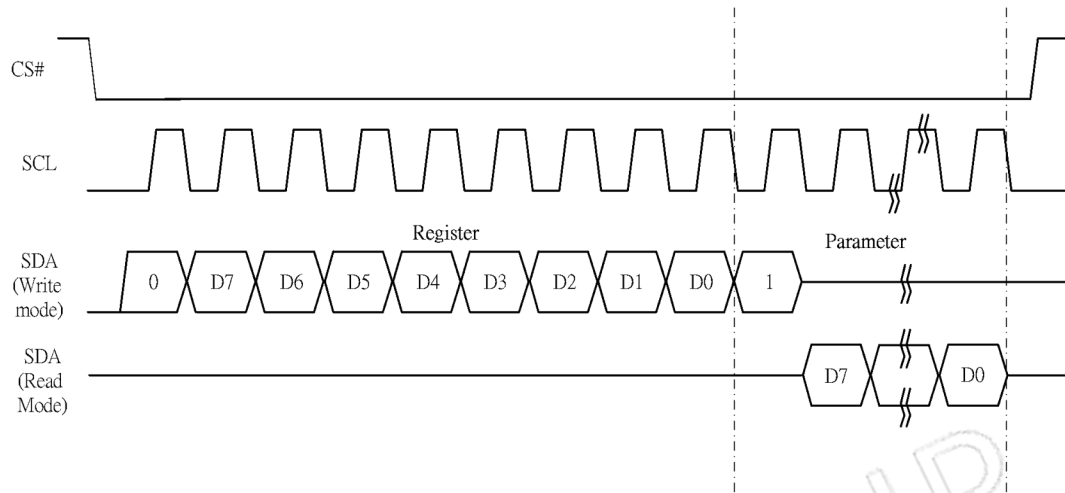 CS#
SCL
Register
Parameter
SDA
(Write
mode)
0 D7 D6 D5 D4 D3 D2 D1 D0 1
SDA
(Read
Mode)
D7 D0